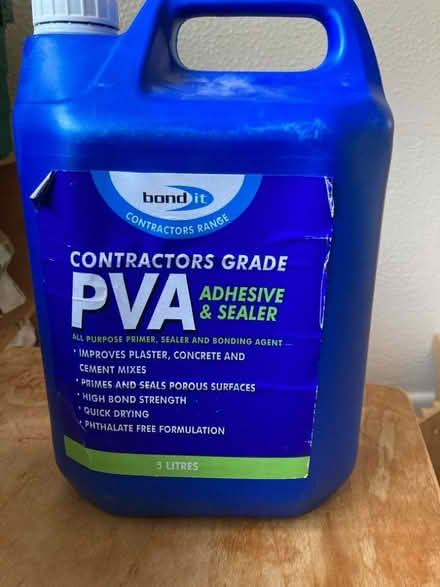 bond it
CONTRACTORS RANGE
CONTRACTORS GRADE
PVA
ADHESIVE
& SEALER
ALL PURPOSE PRIMER, SEALER AND BONDING AGENT ...
• IMPROVES PLASTER, CONCRETE AND
CEMENT MIXES
• PRIMES AND SEALS POROUS SURFACES
• HIGH BOND STRENGTH
• QUICK DRYING
• PHTHALATE FREE FORMULATION
5 LITRES